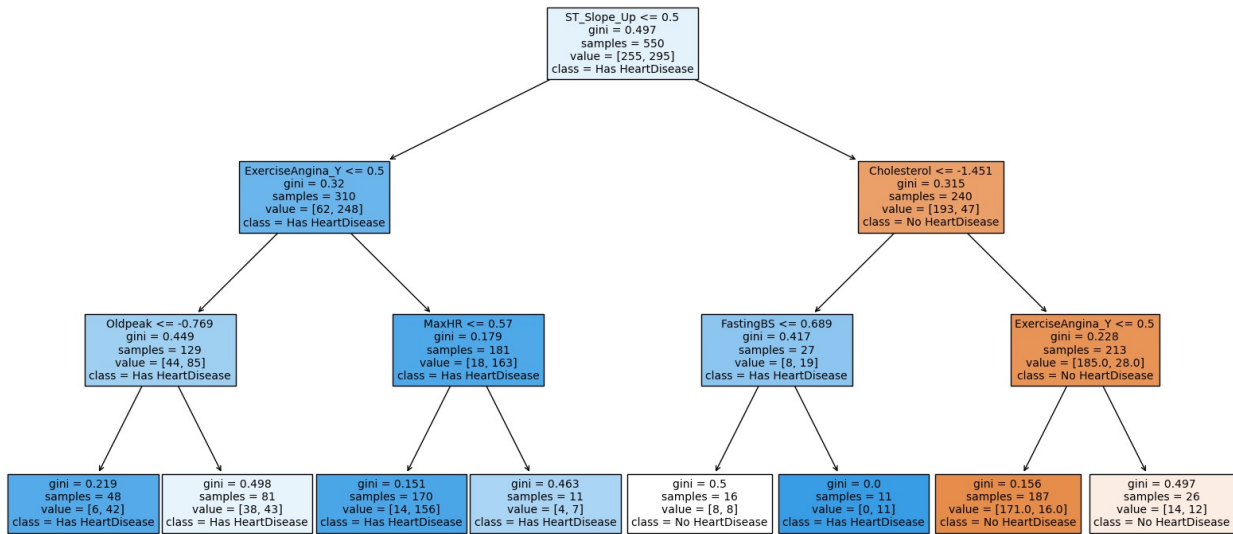 ST_Slope_Up <= 0.5
gini = 0.497
samples = 550
value = [255, 295]
class = Has HeartDisease
ExerciseAngina_Y <= 0.5
gini = 0.32
samples = 310
value = [62, 248]
class = Has HeartDisease
Cholesterol <= -1.451
gini = 0.315
samples = 240
value = [193, 47]
class = No HeartDisease
Oldpeak <= -0.769
gini = 0.449
samples = 129
value = [44, 85]
class = Has HeartDisease
MaxHR <= 0.57
gini = 0.179
samples = 181
value = [18, 163]
class = Has HeartDisease
FastingBS <= 0.689
gini = 0.417
samples = 27
value = [8, 19]
class = Has HeartDisease
ExerciseAngina_Y <= 0.5
gini = 0.228
samples = 213
value = [185.0, 28.0]
class = No HeartDisease
gini = 0.219
samples = 48
value = [6, 42]
class = Has HeartDisease
gini = 0.498
samples = 81
value = [38, 43]
class = Has HeartDisease
gini = 0.151
samples = 170
value = [14, 156]
class = Has HeartDisease
gini = 0.463
samples = 11
value = [4, 7]
class = Has HeartDisease
gini = 0.5
samples = 16
value = [8, 8]
class = No HeartDisease
gini = 0.0
samples = 11
value = [0, 11]
class = Has HeartDisease
gini = 0.156
samples = 187
value = [171.0, 16.0]
class = No HeartDisease
gini = 0.497
samples = 26
value = [14, 12]
class = No HeartDisease